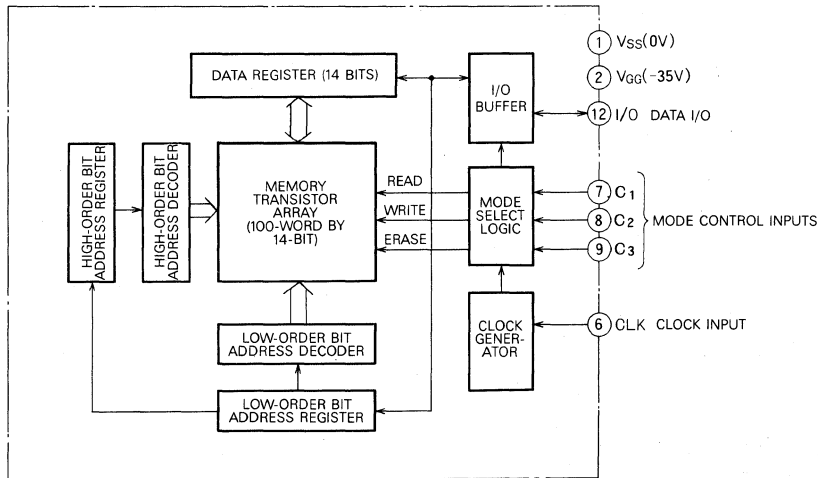 1 VSS(0V)
2 VGG(-35V)
12 I/O DATA I/O
DATA REGISTER (14 BITS)
I/O
BUFFER
HIGH-ORDER BIT
ADDRESS REGISTER
HIGH-ORDER BIT
ADDRESS DECODER
MEMORY
TRANSISTOR
ARRAY
(100-WORD BY
14-BIT)
READ
WRITE
ERASE
MODE
SELECT
LOGIC
7 C1
8 C2
9 C3
MODE CONTROL INPUTS
LOW-ORDER BIT
ADDRESS DECODER
CLOCK
GENER-
ATOR
6 CLK CLOCK INPUT
LOW-ORDER BIT
ADDRESS REGISTER